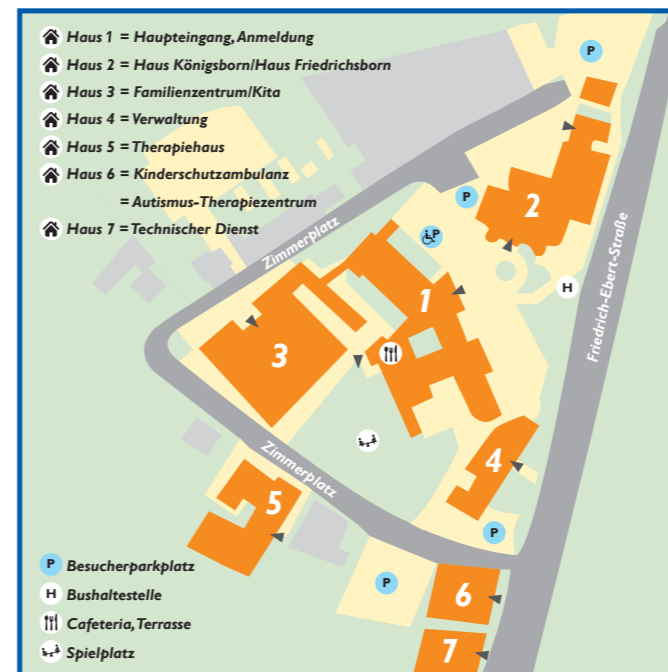 Haus 1 = Haupteingang, Anmeldung
Haus 2 = Haus Königsborn/Haus Friedrichsborn
Haus 3 = Familienzentrum/Kita
Haus 4 = Verwaltung
Haus 5 = Therapiehaus
Haus 6 = Kinderschutzambulanz
= Autismus-Therapiezentrum
Haus 7 = Technischer Dienst
P
P
2
P
Zimmerplatz
H
1
Friedrich-Ebert-Straße
3
4
Zimmerplatz
5
P
P
6
7
P Besucherparkplatz
H Bushaltestelle
Cafeteria, Terrasse
Spielplatz